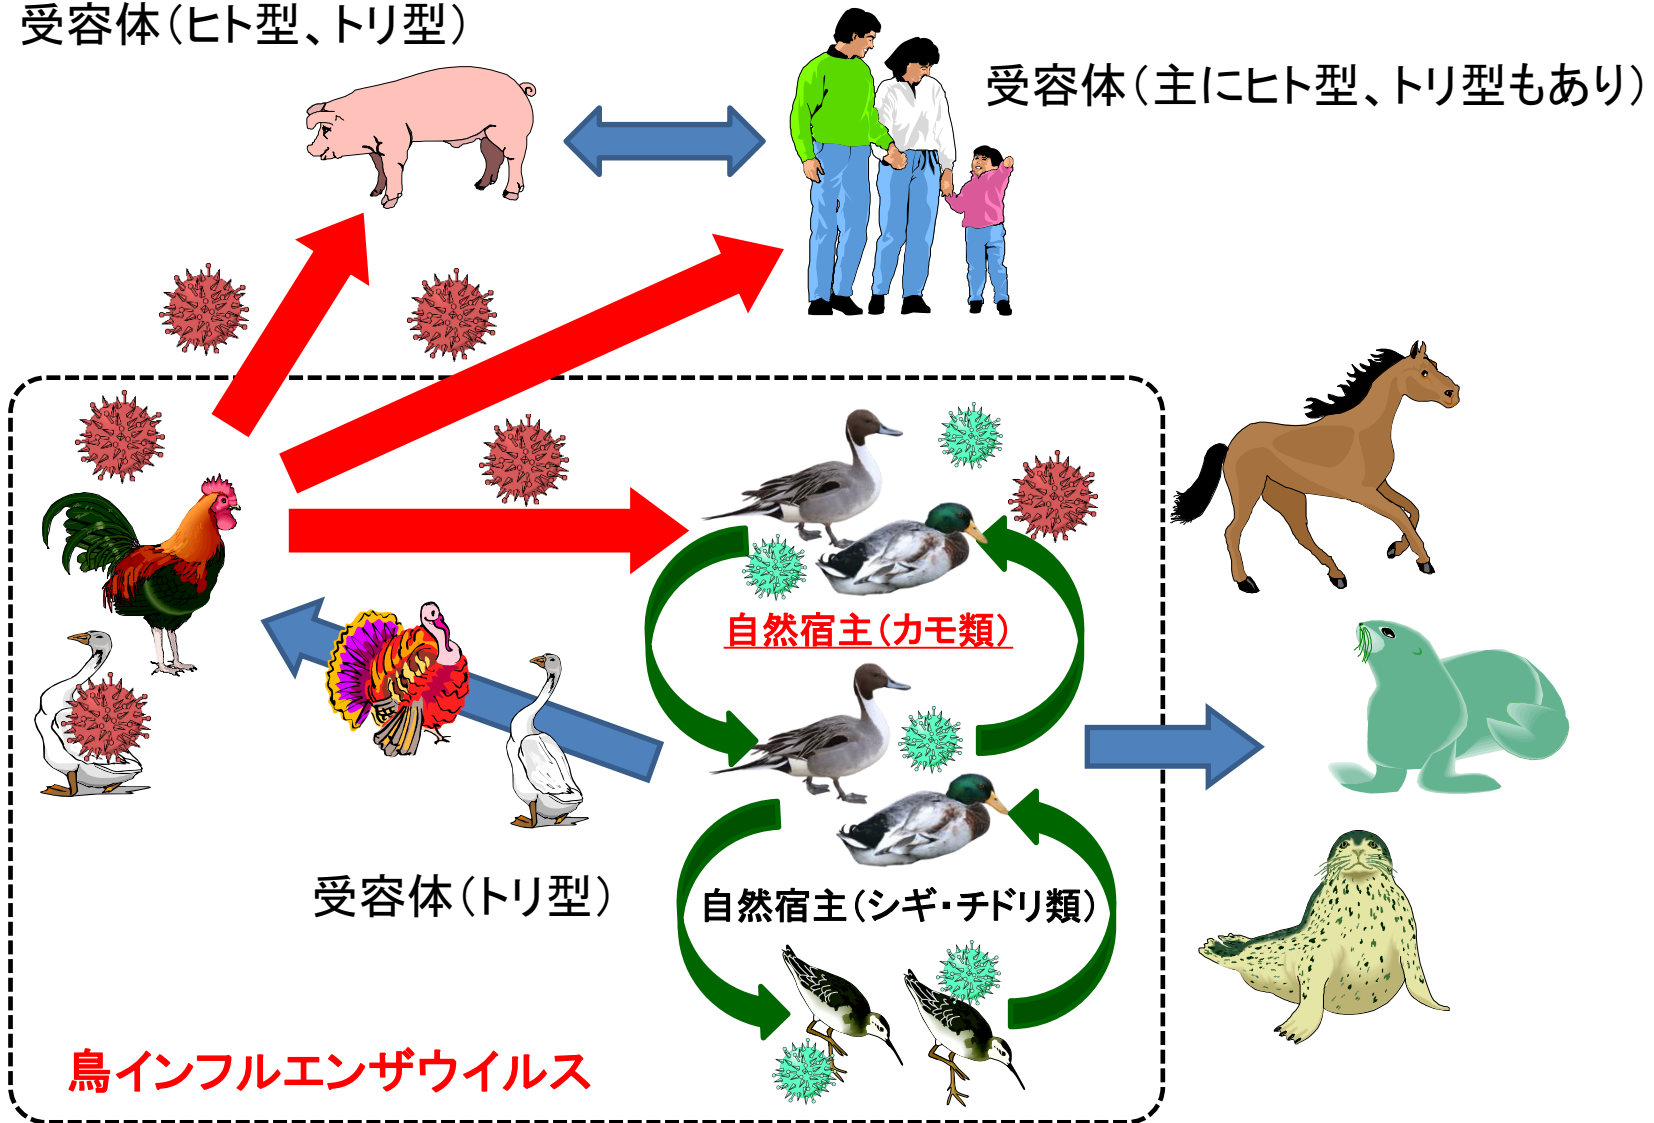 受容体(ヒト型、トリ型)
受容体(主にヒト型、トリ型もあり)
自然宿主(カモ類)
受容体(トリ型)
自然宿主(シギ・チドリ類)
鳥インフルエンザウイルス